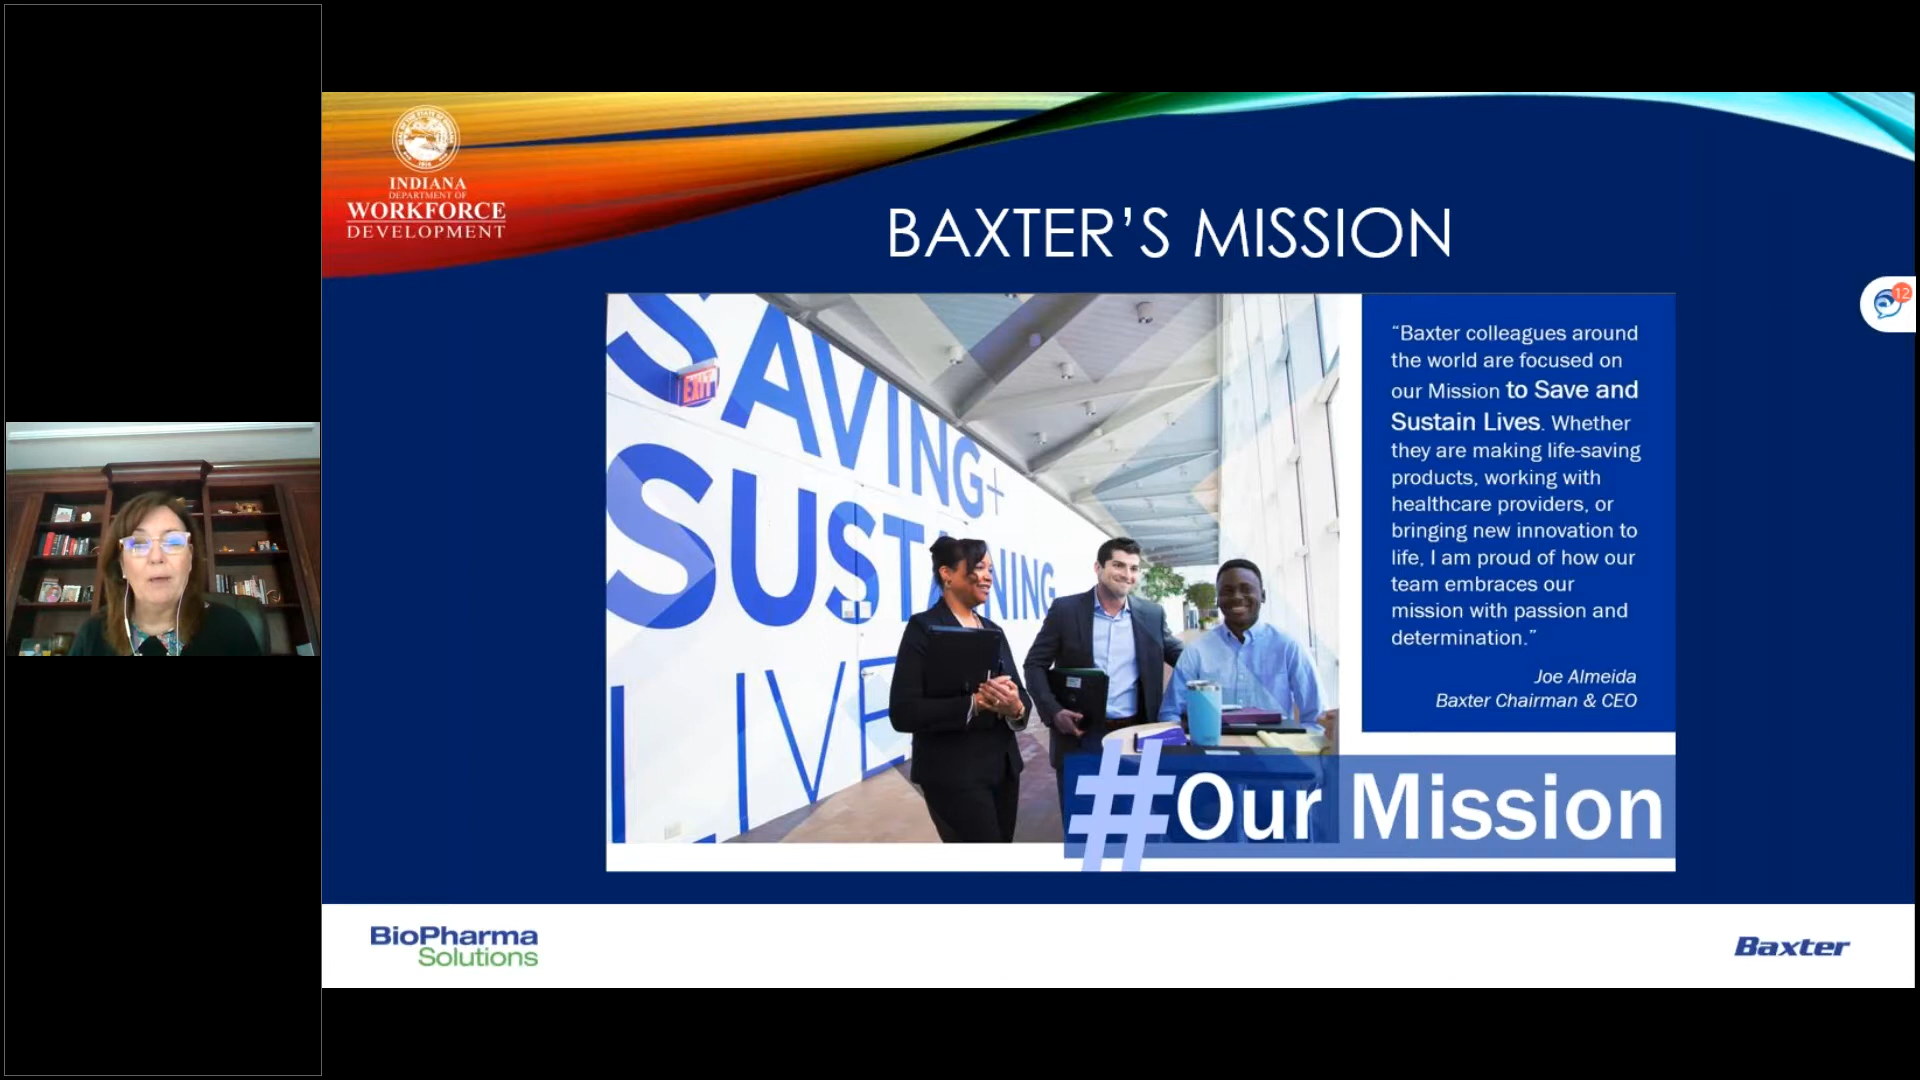 INDIANA
DEPARTMENT OF
WORKFORCE
DEVELOPMENT
BAXTER’S MISSION
SAVING+
SUSTAINING
LIVE
EXIT
“Baxter colleagues around
the world are focused on
our Mission to Save and
Sustain Lives. Whether
they are making life-saving
products, working with
healthcare providers, or
bringing new innovation to
life, I am proud of how our
team embraces our
mission with passion and
determination.”
Joe Almeida
Baxter Chairman & CEO
#Our Mission
12
BioPharma
Solutions
Baxter